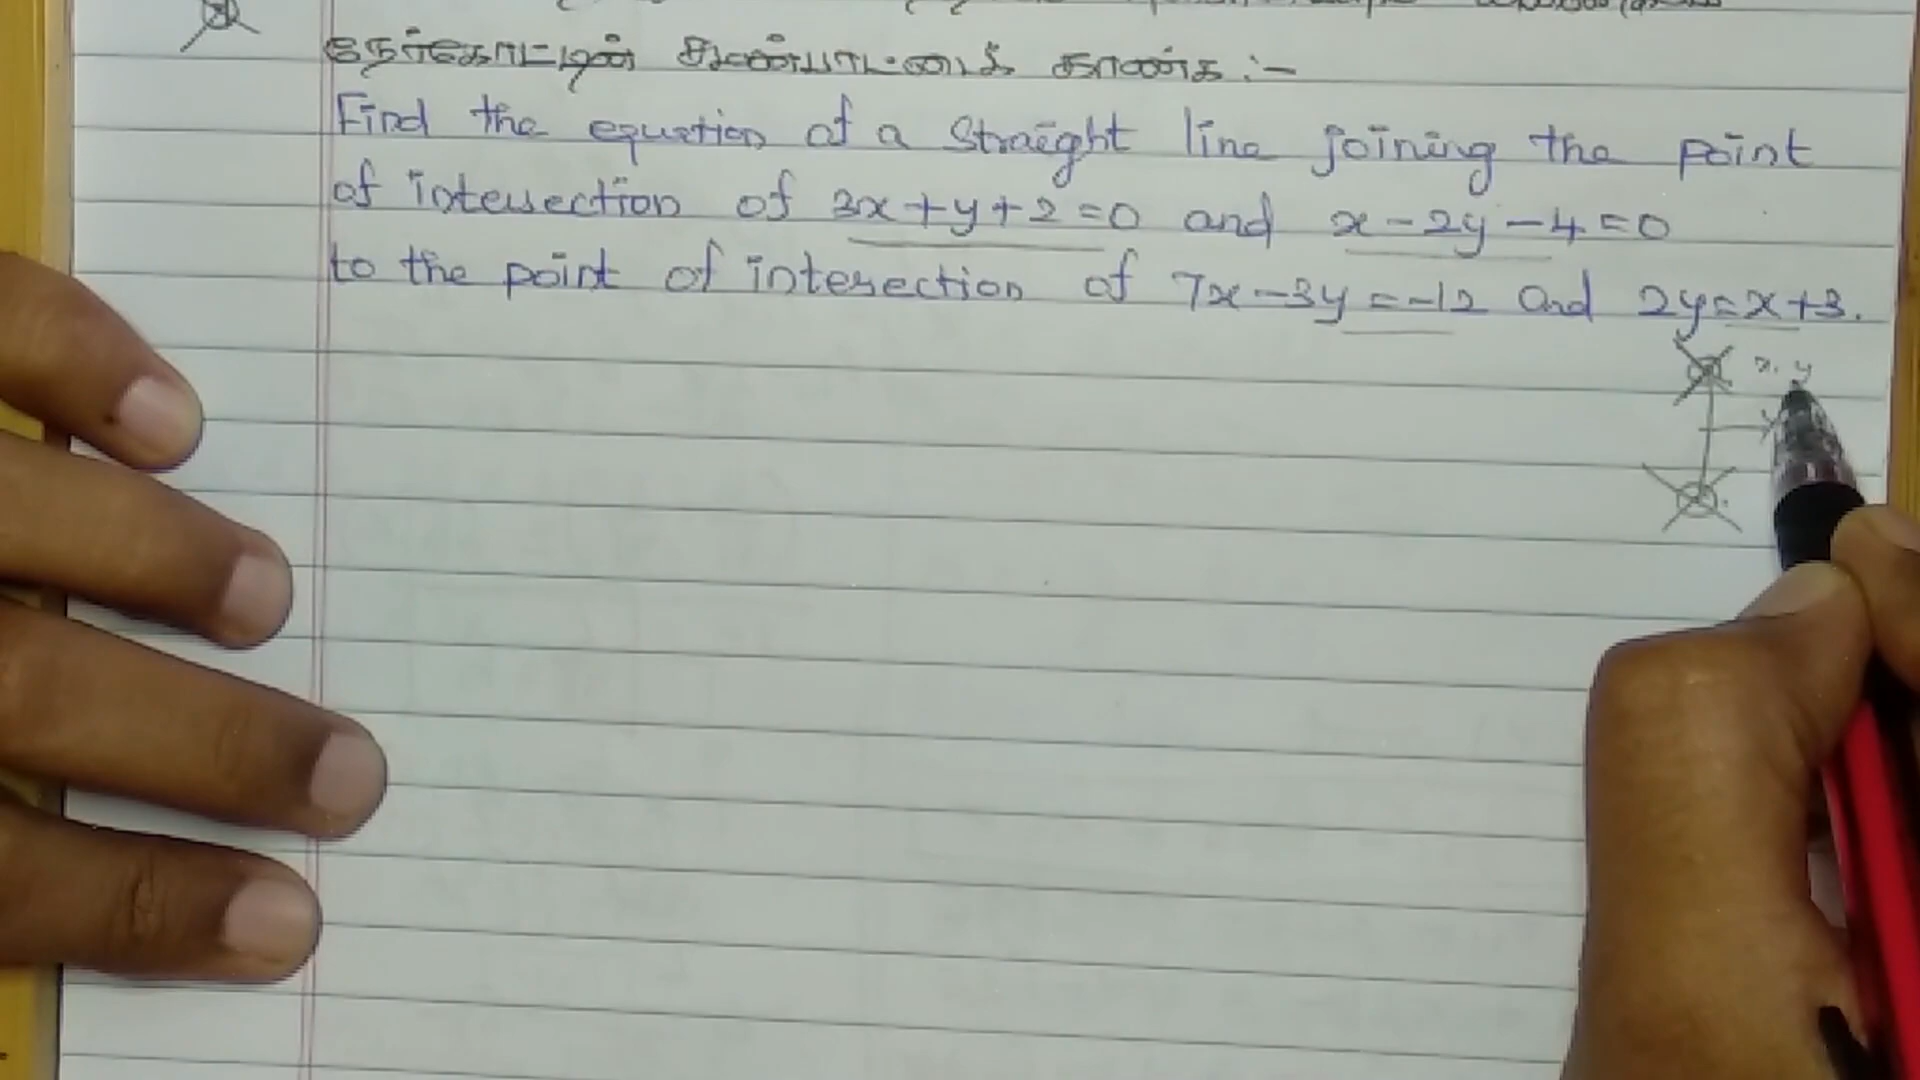 நேர்கோட்டின் சமன்பாட்டைக் காண்க :-
Find the equation of a Straight line joining the point
of intersection of 3x+y+2=0 and x-2y-4=0
to the point of intersection of 7x-3y=-12 and 2y=x+3.
x, y